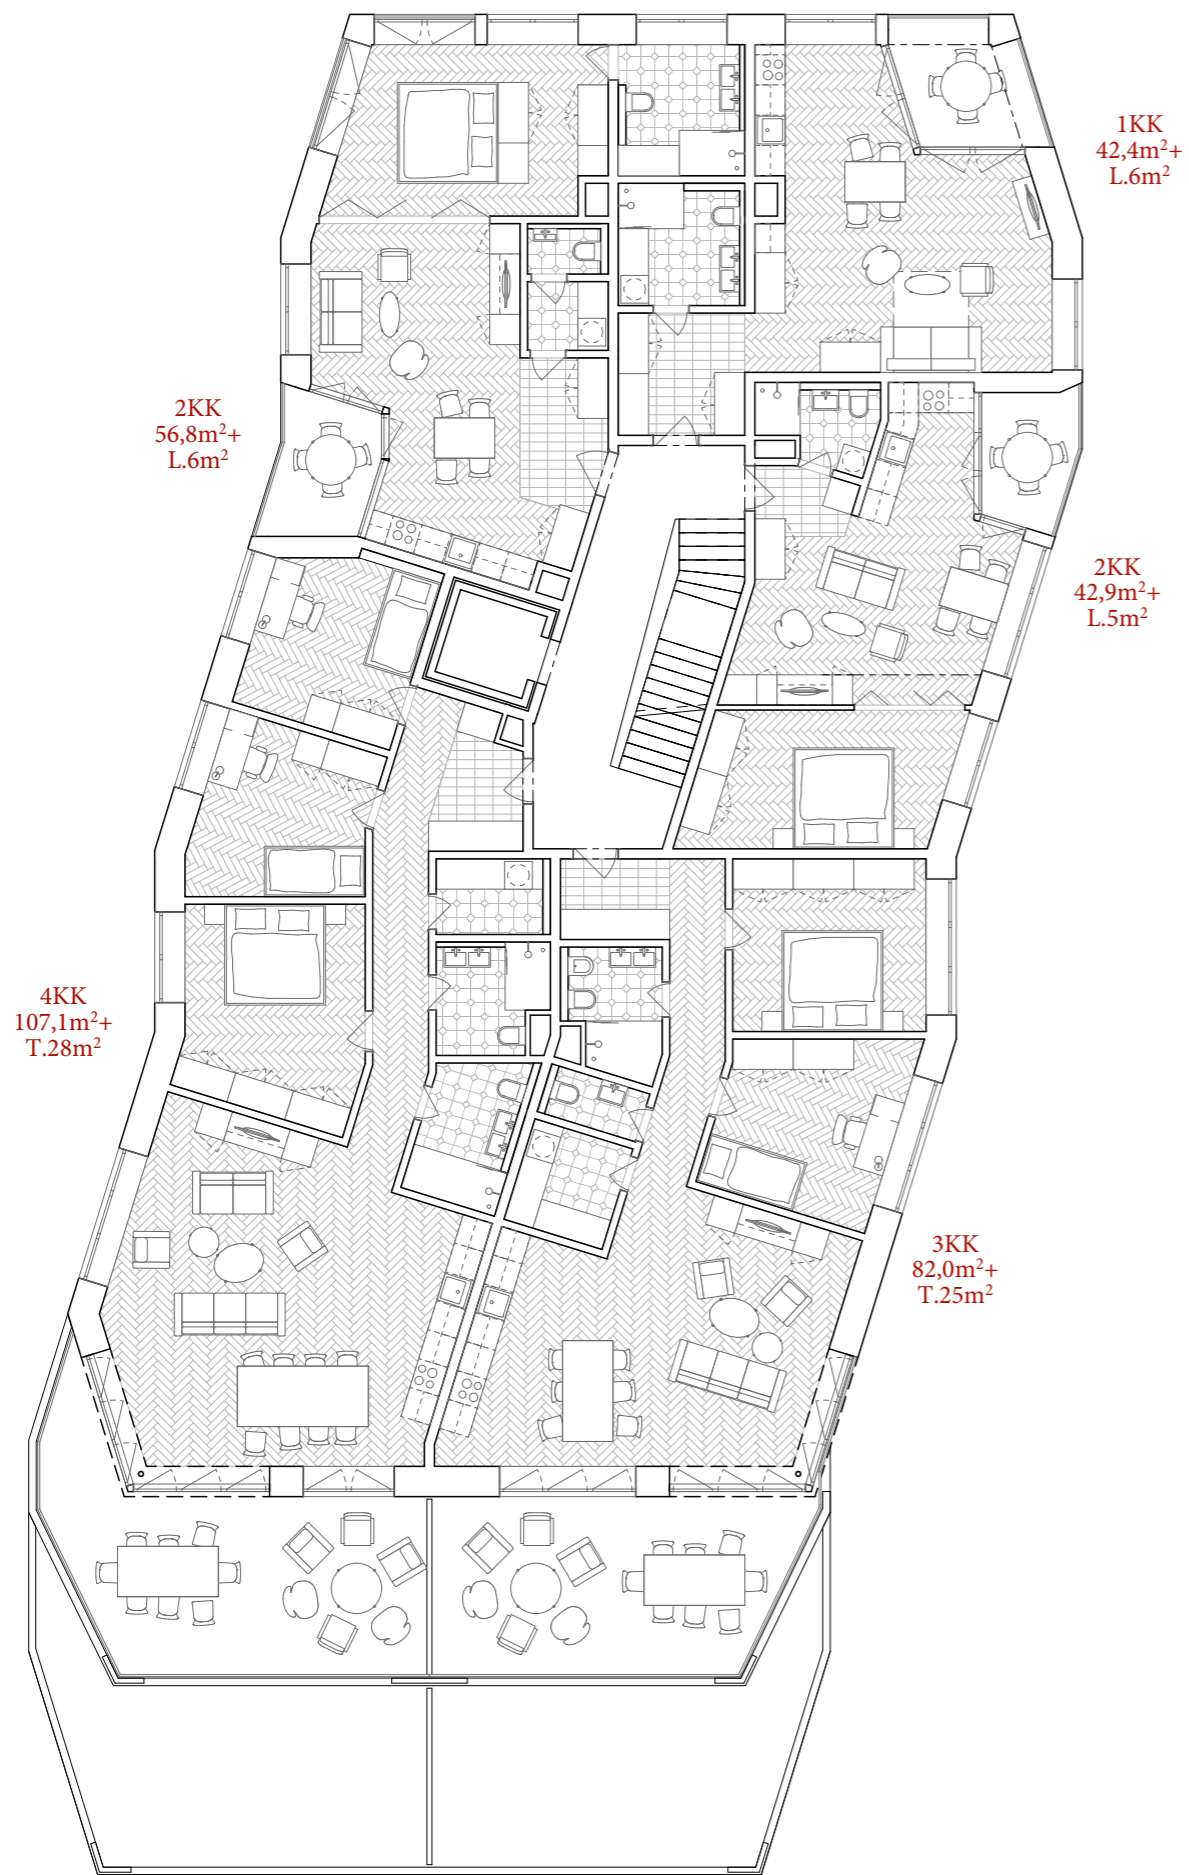 1KK
42,4m²+
L.6m²
2KK
56,8m²+
L.6m²
2KK
42,9m²+
L.5m²
4KK
107,1m²+
T.28m²
3KK
82,0m²+
T.25m²